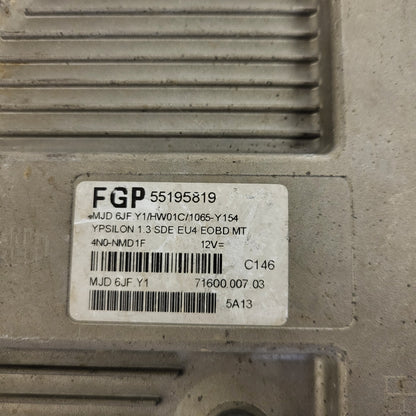 FGP 55195819
MJD 6JF Y1/HW01C/1065-Y154
YPSILON 1.3 SDE EU4 EOBD MT
4N0-NMD1F 12V=
C146
MJD 6JF Y1 71600.007.03
5A13